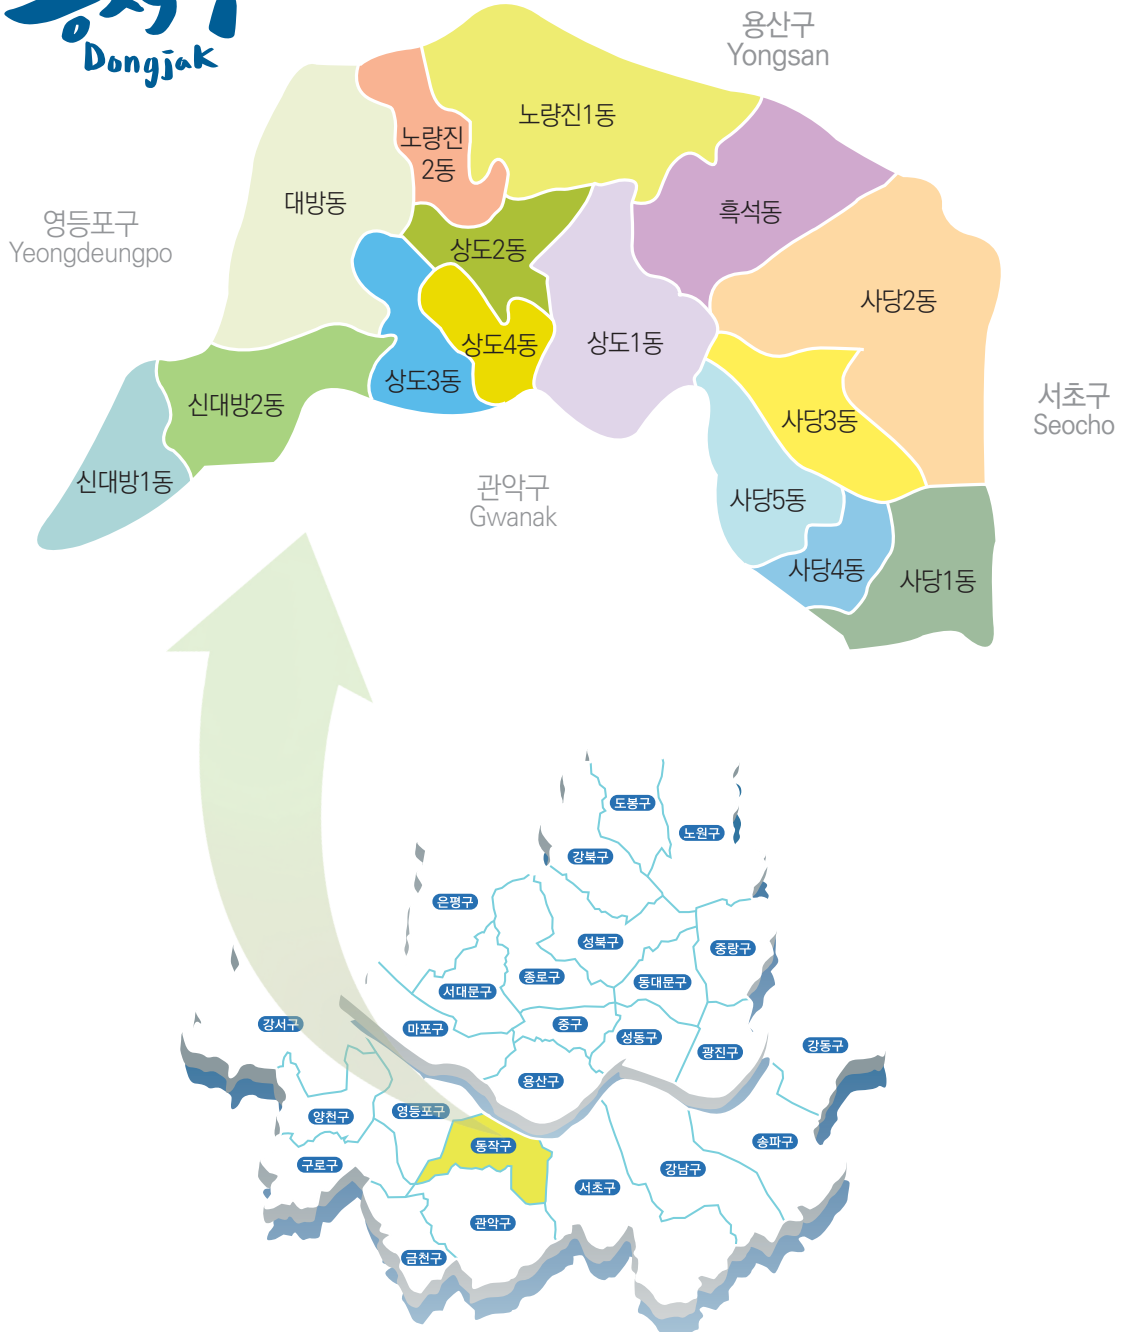 Dongjak
용산구
Yongsan
노량진1동
노량진
2동
대방동
흑석동
영등포구
Yeongdeungpo
상도2동
사당2동
상도4동
상도1동
상도3동
신대방2동
사당3동
서초구
Seocho
신대방1동
관악구
Gwanak
사당5동
사당4동
사당1동
도봉구
노원구
강북구
은평구
성북구
중랑구
종로구
동대문구
서대문구
강서구
마포구
중구
성동구
광진구
강동구
용산구
양천구
영등포구
동작구
송파구
구로구
강남구
서초구
관악구
금천구